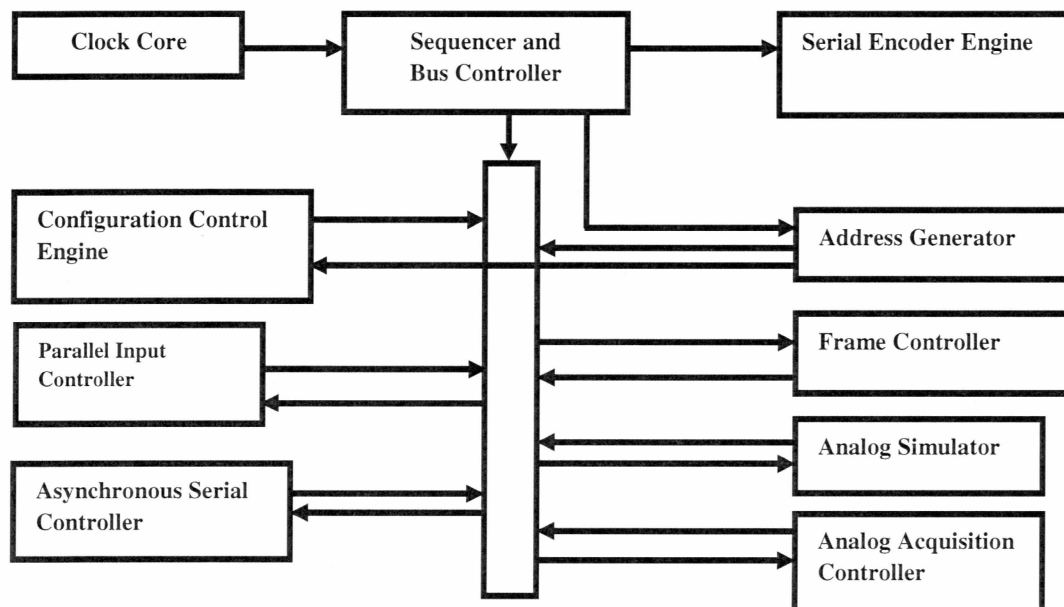 Clock Core
Sequencer and
Bus Controller
Serial Encoder Engine
Configuration Control
Engine
Address Generator
Parallel Input
Controller
Frame Controller
Analog Simulator
Asynchronous Serial
Controller
Analog Acquisition
Controller